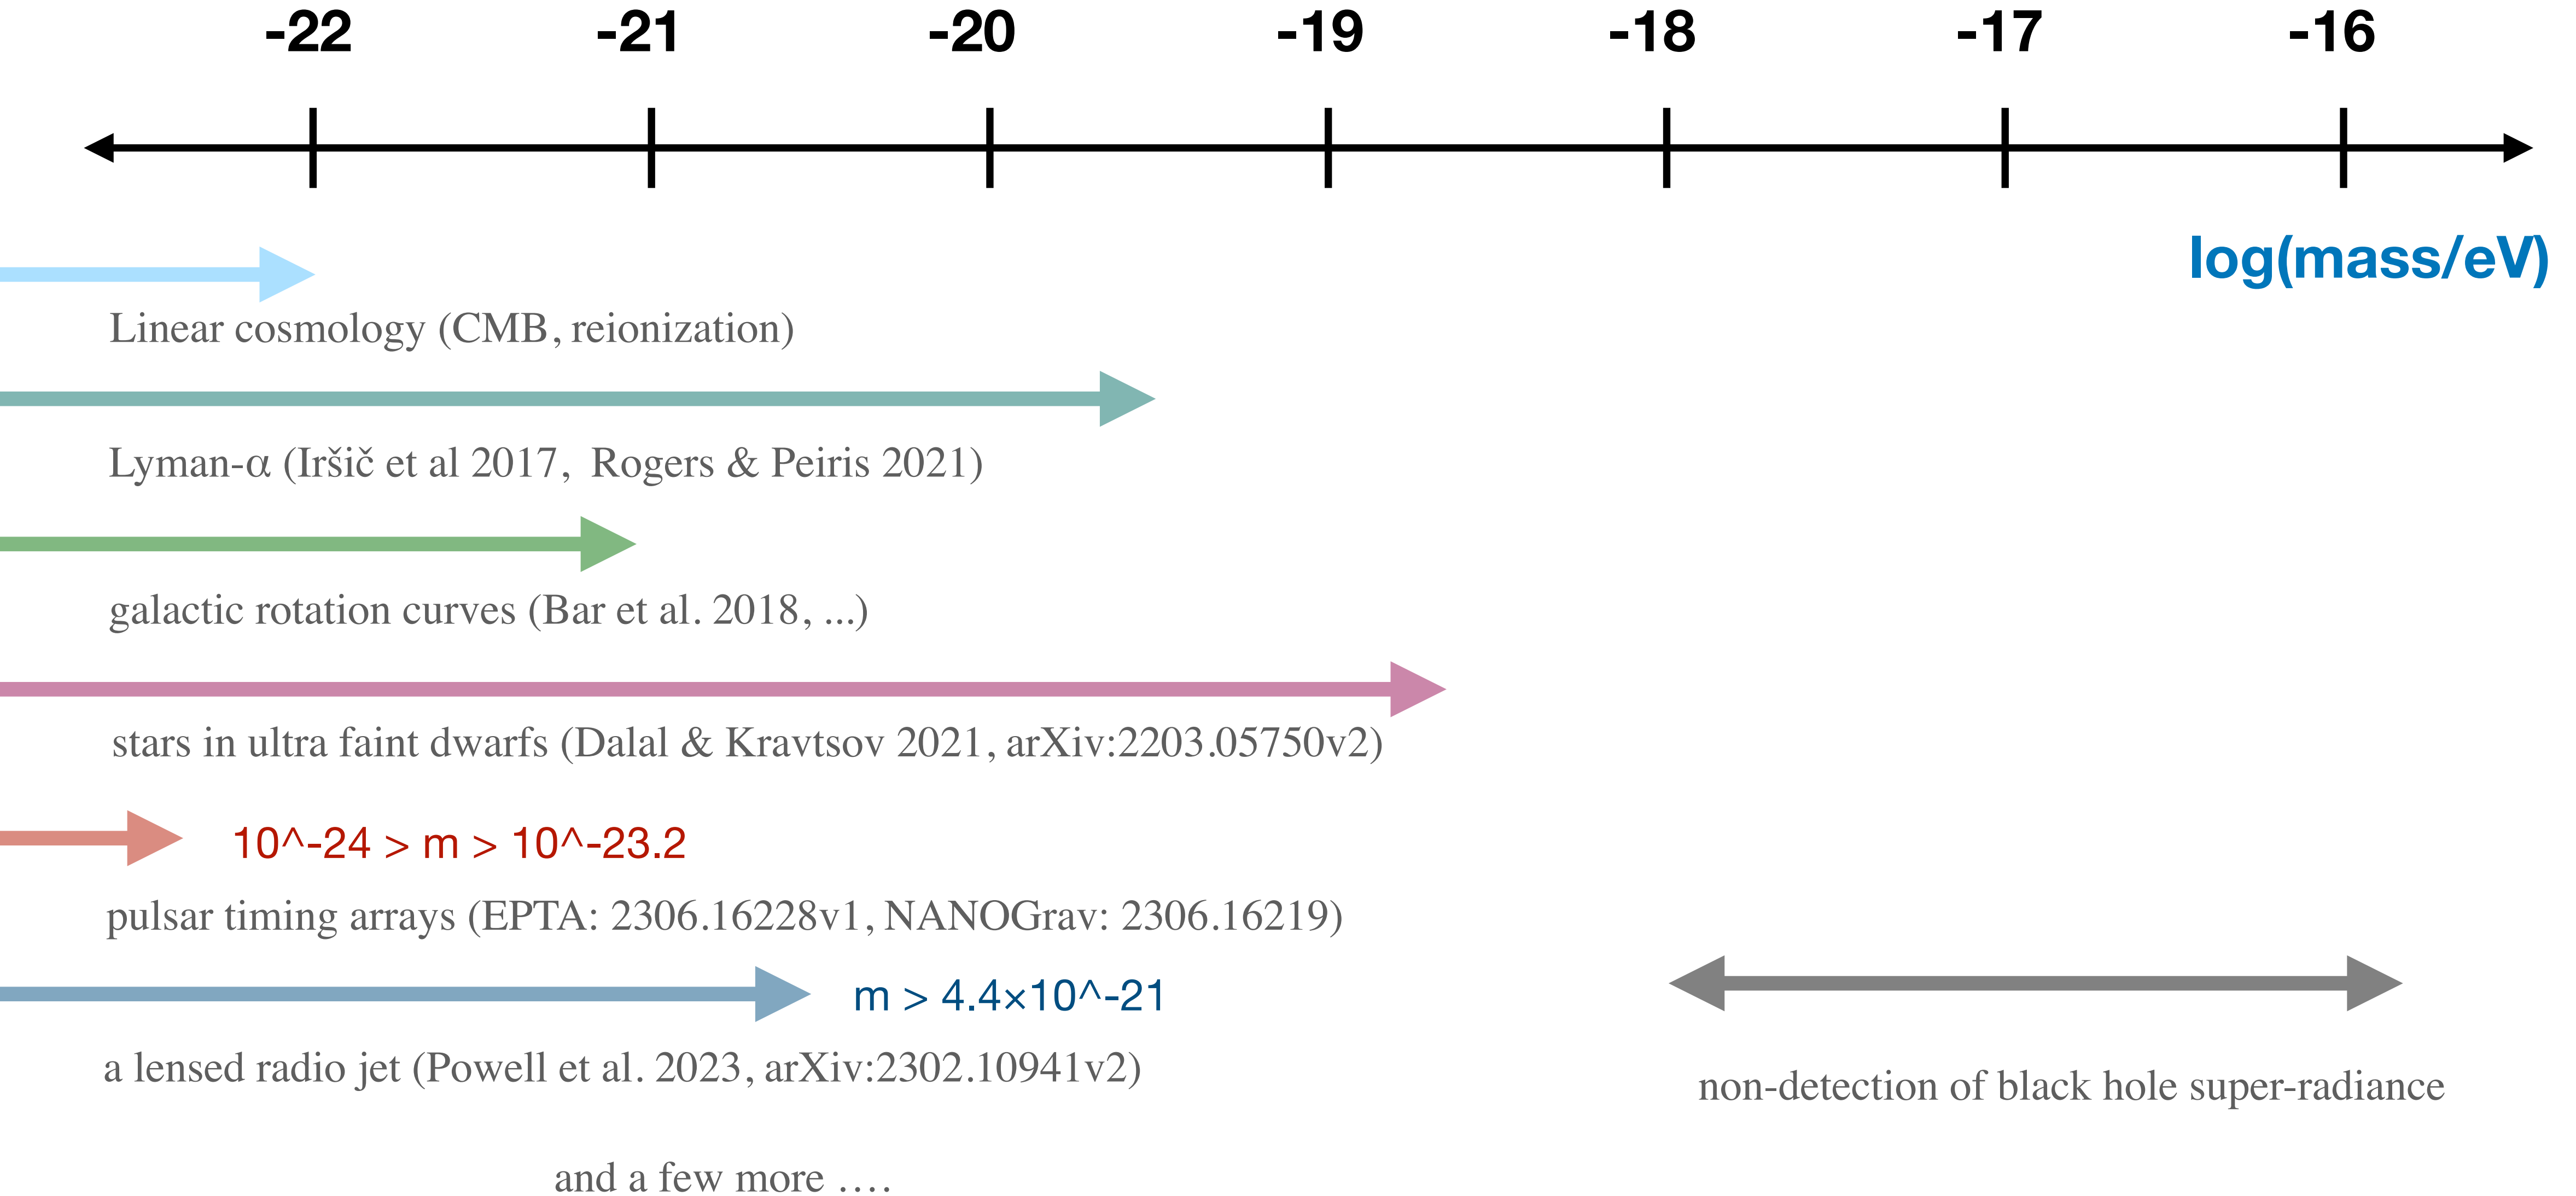 -22 -21 -20 -19 -18 -17 -16
log(mass/eV)
Linear cosmology (CMB, reionization)
Lyman-α (Iršič et al 2017, Rogers & Peiris 2021)
galactic rotation curves (Bar et al. 2018, ...)
stars in ultra faint dwarfs (Dalal & Kravtsov 2021, arXiv:2203.05750v2)
10^-24 > m > 10^-23.2
pulsar timing arrays (EPTA: 2306.16228v1, NANOGrav: 2306.16219)
m > 4.4×10^-21
a lensed radio jet (Powell et al. 2023, arXiv:2302.10941v2)
non-detection of black hole super-radiance
and a few more ….